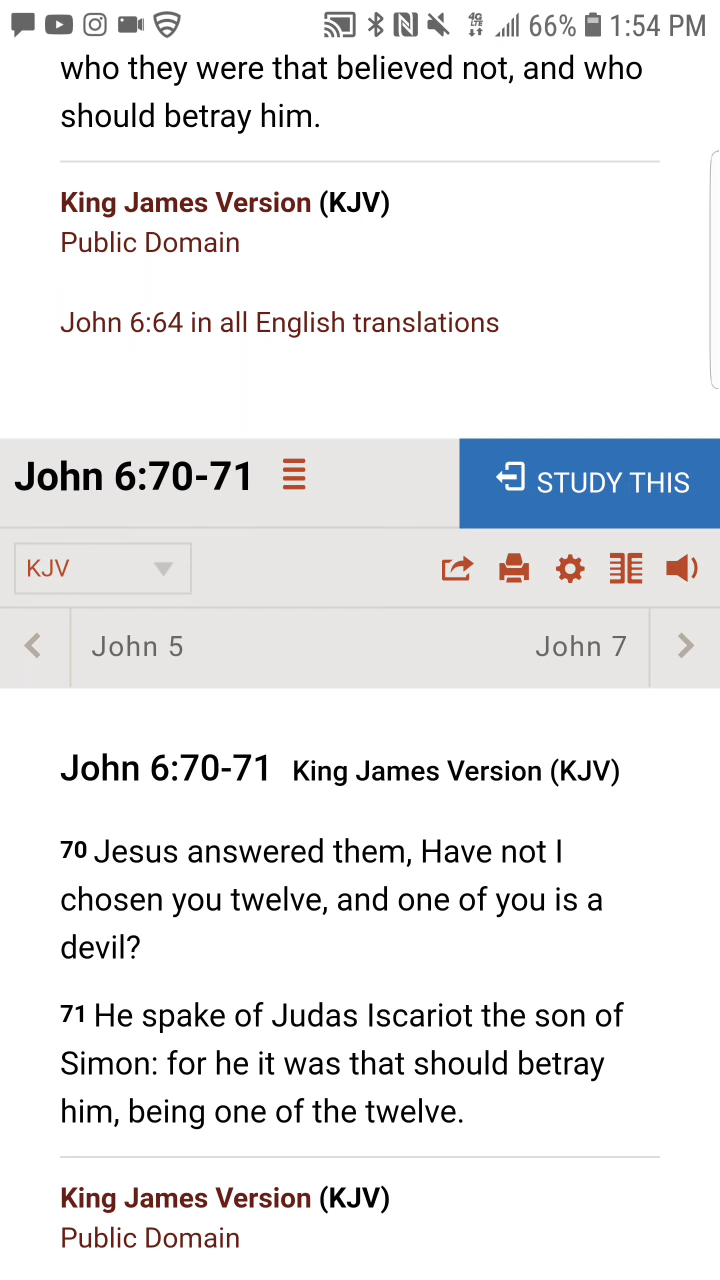 4G LTE 66% 1:54 PM
who they were that believed not, and who
should betray him.
King James Version (KJV)
Public Domain
John 6:64 in all English translations
John 6:70-71 STUDY THIS
KJV
John 5 John 7
John 6:70-71 King James Version (KJV)
70 Jesus answered them, Have not I
chosen you twelve, and one of you is a
devil?
71 He spake of Judas Iscariot the son of
Simon: for he it was that should betray
him, being one of the twelve.
King James Version (KJV)
Public Domain